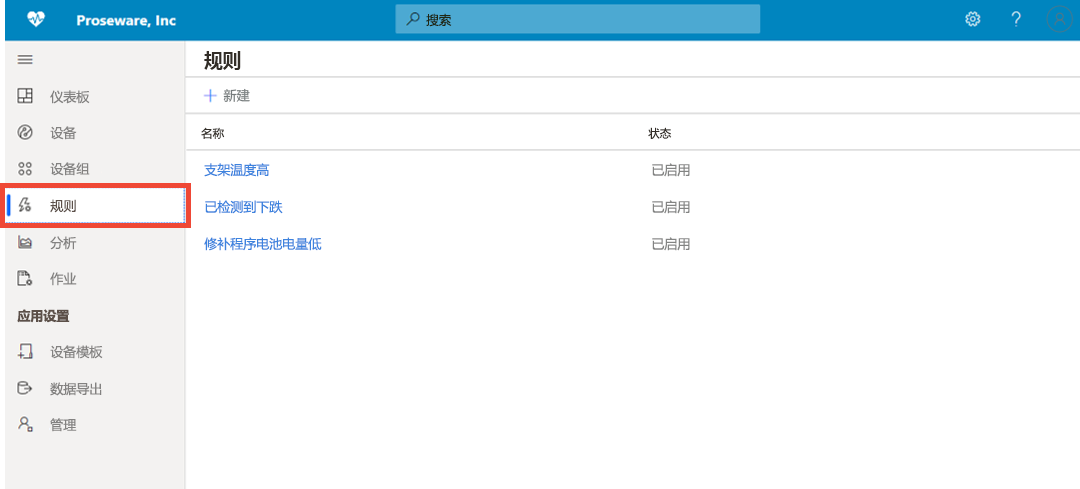 Proseware, Inc
搜索
规则
新建
名称 状态
支架温度高 已启用
已检测到下跌 已启用
修补程序电池电量低 已启用
仪表板
设备
设备组
规则
分析
作业
应用设置
设备模板
数据导出
管理